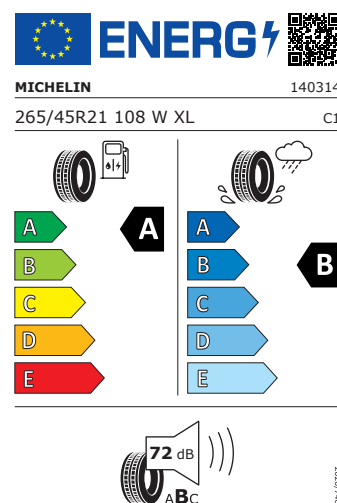 ENERG
MICHELIN 140314
265/45R21 108 W XL C1
A A A
B B B
C C
D D
E E
72 dB
ABC